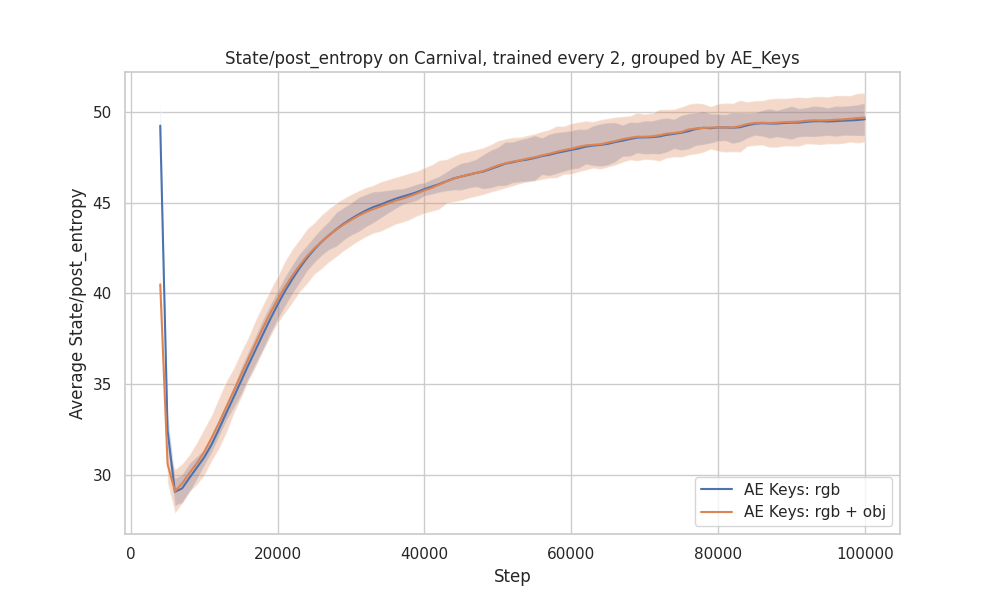 State/post_entropy on Carnival, trained every 2, grouped by AE_Keys
Average State/post_entropy
50
45
40
35
30
0
20000
40000
60000
80000
100000
Step
AE Keys: rgb
AE Keys: rgb + obj